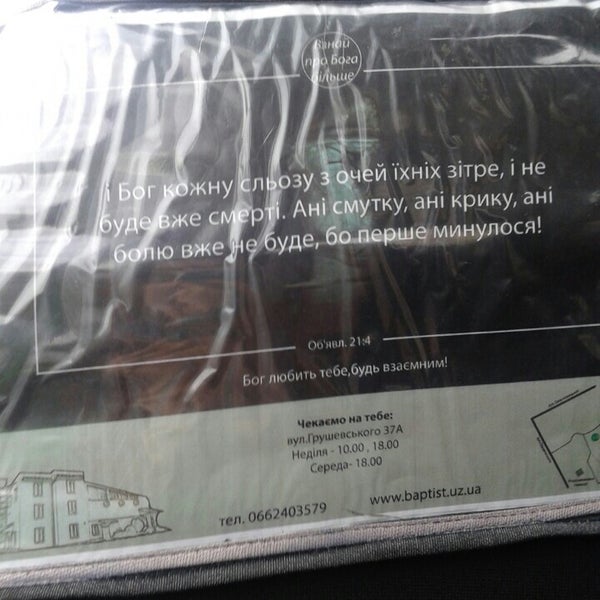 Взнай
про Бога
більше
і Бог кожну сльозу з очей їхніх зітре, і не
буде вже смерті. Ані смутку, ані крику, ані
болю вже не буде, бо перше минулося!
Об'явл. 21:4
Бог любить тебе,будь взаємним!
Чекаємо на тебе:
вул.Грушевського 37А
Неділя - 10.00 , 18.00
Середа- 18.00
тел. 0662403579
www.baptist.uz.ua